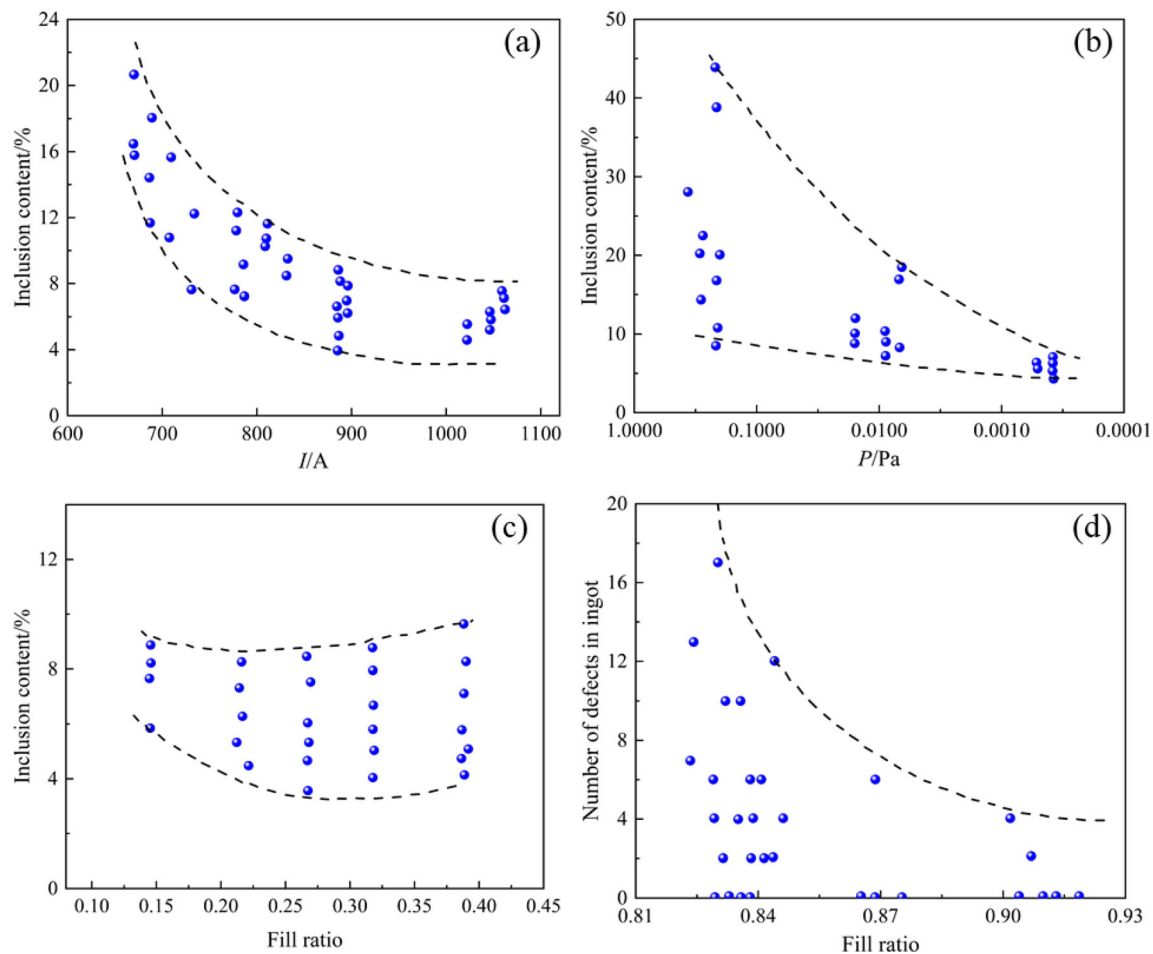 (a)
24
20
16
12
8
4
0
Inclusion content/%
600 700 800 900 1000 1100
I/A
(b)
50
40
30
20
10
0
Inclusion content/%
1.0000 0.1000 0.0100 0.0010 0.0001
P/Pa
(c)
12
8
4
0
Inclusion content/%
0.10 0.15 0.20 0.25 0.30 0.35 0.40 0.45
Fill ratio
(d)
20
16
12
8
4
0
Number of defects in ingot
0.81 0.84 0.87 0.90 0.93
Fill ratio